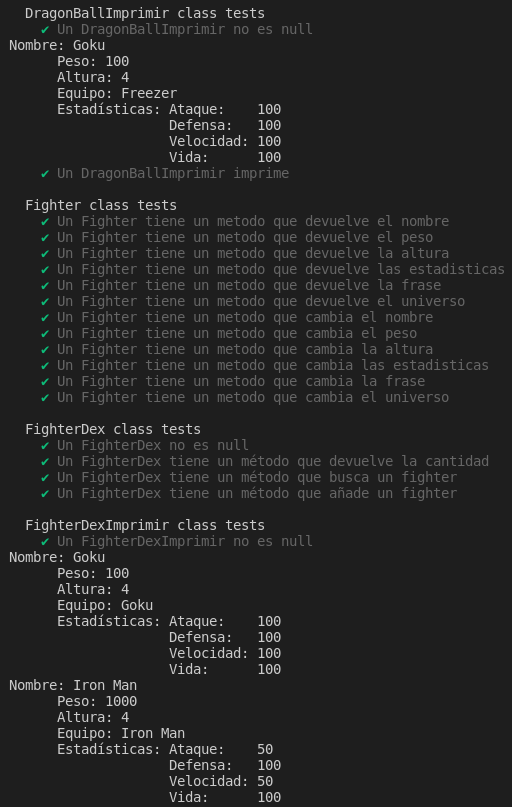 DragonBallImprimir class tests
✔ Un DragonBallImprimir no es null
Nombre: Goku
Peso: 100
Altura: 4
Equipo: Freezer
Estadísticas: Ataque: 100
Defensa: 100
Velocidad: 100
Vida: 100
✔ Un DragonBallImprimir imprime
Fighter class tests
✔ Un Fighter tiene un metodo que devuelve el nombre
✔ Un Fighter tiene un metodo que devuelve el peso
✔ Un Fighter tiene un metodo que devuelve la altura
✔ Un Fighter tiene un metodo que devuelve las estadisticas
✔ Un Fighter tiene un metodo que devuelve la frase
✔ Un Fighter tiene un metodo que devuelve el universo
✔ Un Fighter tiene un metodo que cambia el nombre
✔ Un Fighter tiene un metodo que cambia el peso
✔ Un Fighter tiene un metodo que cambia la altura
✔ Un Fighter tiene un metodo que cambia las estadisticas
✔ Un Fighter tiene un metodo que cambia la frase
✔ Un Fighter tiene un metodo que cambia el universo
FighterDex class tests
✔ Un FighterDex no es null
✔ Un FighterDex tiene un método que devuelve la cantidad
✔ Un FighterDex tiene un método que busca un fighter
✔ Un FighterDex tiene un método que añade un fighter
FighterDexImprimir class tests
✔ Un FighterDexImprimir no es null
Nombre: Goku
Peso: 100
Altura: 4
Equipo: Goku
Estadísticas: Ataque: 100
Defensa: 100
Velocidad: 100
Vida: 100
Nombre: Iron Man
Peso: 1000
Altura: 4
Equipo: Iron Man
Estadísticas: Ataque: 50
Defensa: 100
Velocidad: 50
Vida: 100